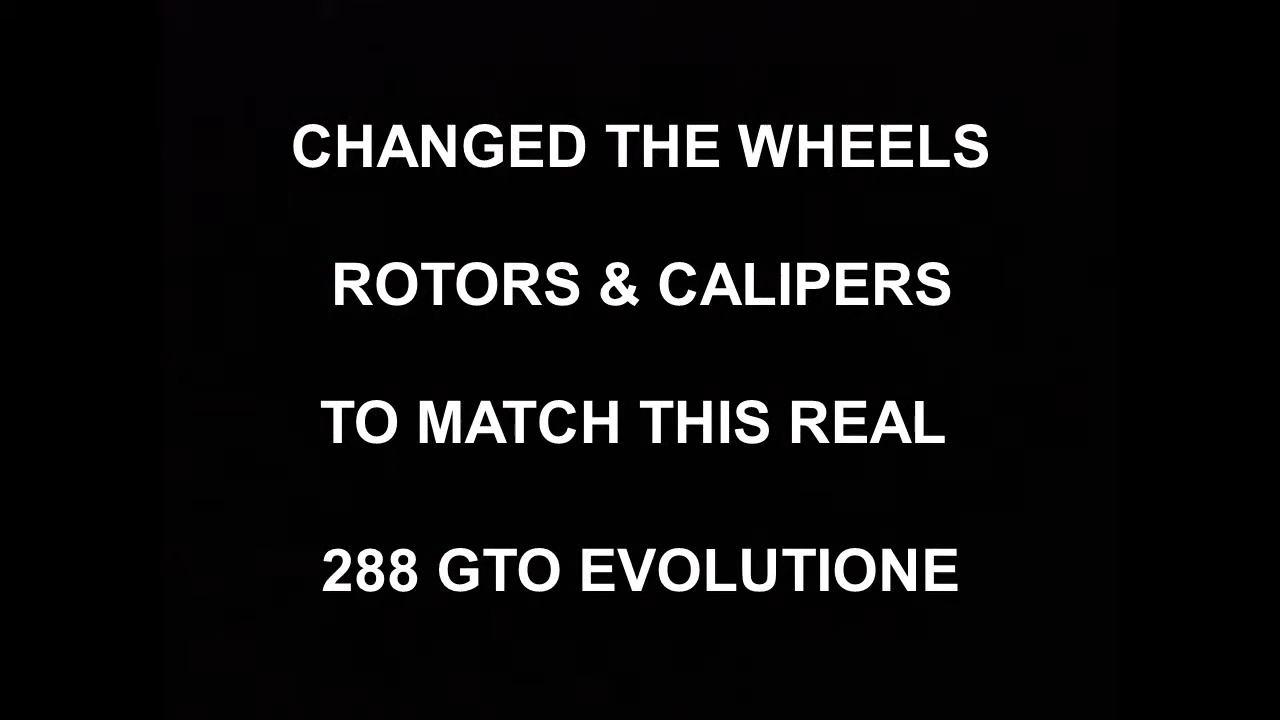 CHANGED THE WHEELS
ROTORS & CALIPERS
TO MATCH THIS REAL
288 GTO EVOLUTIONE